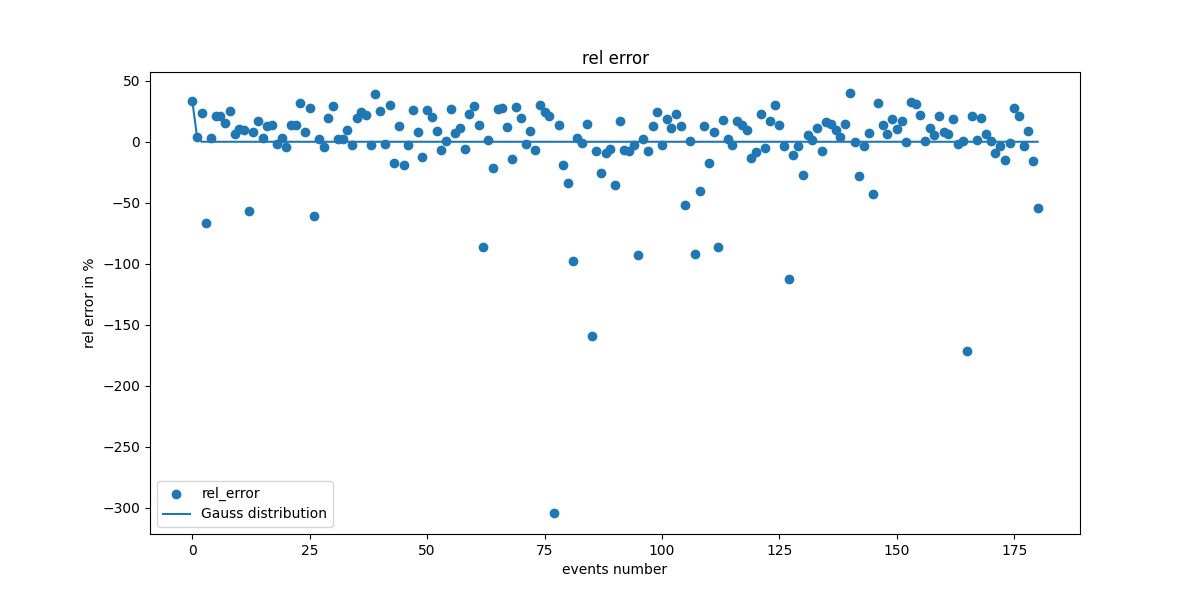 rel error
rel error in %
50
0
−50
−100
−150
−200
−250
−300
rel_error
Gauss distribution
0 25 50 75 100 125 150 175
events number